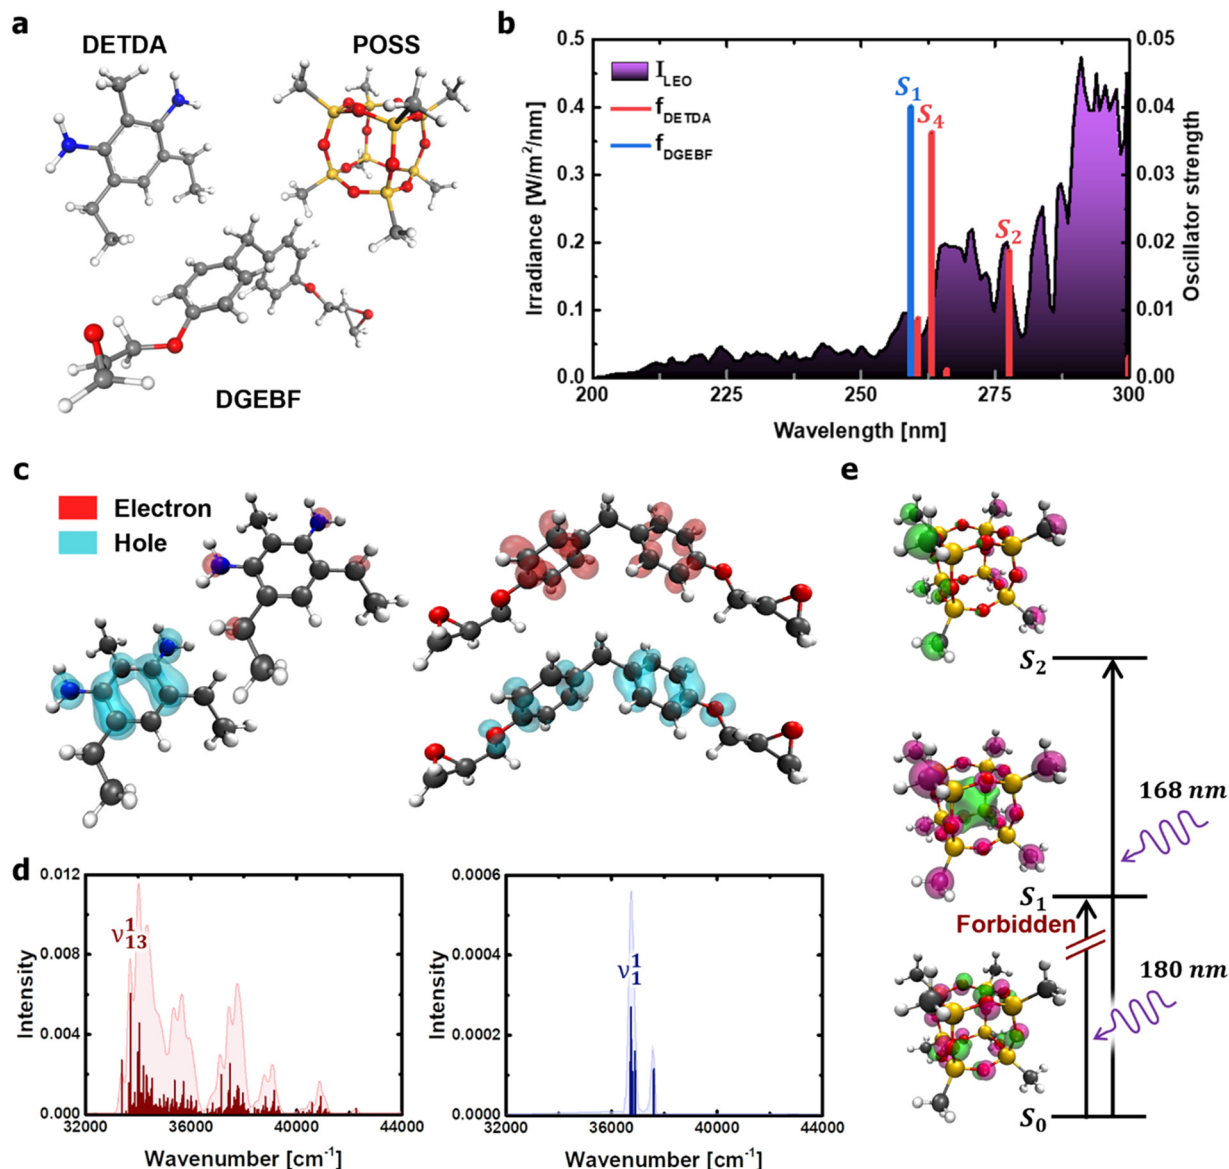 a
DETDA
POSS
DGEBF
b
Irradiance [W/m²/nm]
0.5
0.4
0.3
0.2
0.1
0.0
I_LEO
f_DETDA
f_DGEBF
S₁
S₄
S₂
0.05
0.04
0.03
0.02
0.01
0.00
Oscillator strength
200
225
250
275
300
Wavelength [nm]
c
Electron
Hole
d
Intensity
0.012
0.008
0.004
0.000
ν¹₁₃
32000
36000
40000
44000
Wavenumber [cm⁻¹]
Intensity
0.0006
0.0004
0.0002
0.0000
ν¹₁
32000
36000
40000
44000
Wavenumber [cm⁻¹]
e
S₂
168 nm
S₁
Forbidden
180 nm
S₀